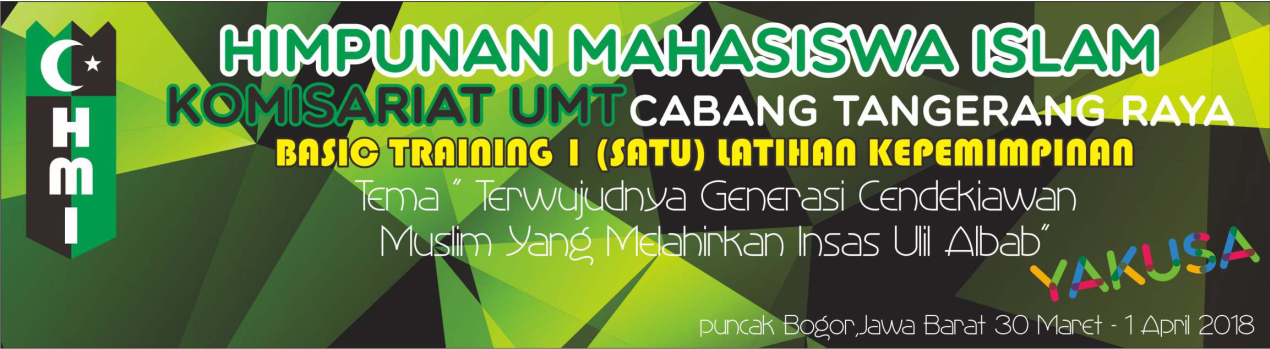 HMI
HIMPUNAN MAHASISWA ISLAM
KOMISARIAT UMT CABANG TANGERANG RAYA
BASIC TRAINING 1 (SATU) LATIHAN KEPEMIMPINAN
Tema " Terwujudnya Generasi Cendekiawan
Muslim Yang Melahirkan Insas Ulil Albab"
YAKUSA
puncak Bogor,Jawa Barat 30 Maret - 1 April 2018